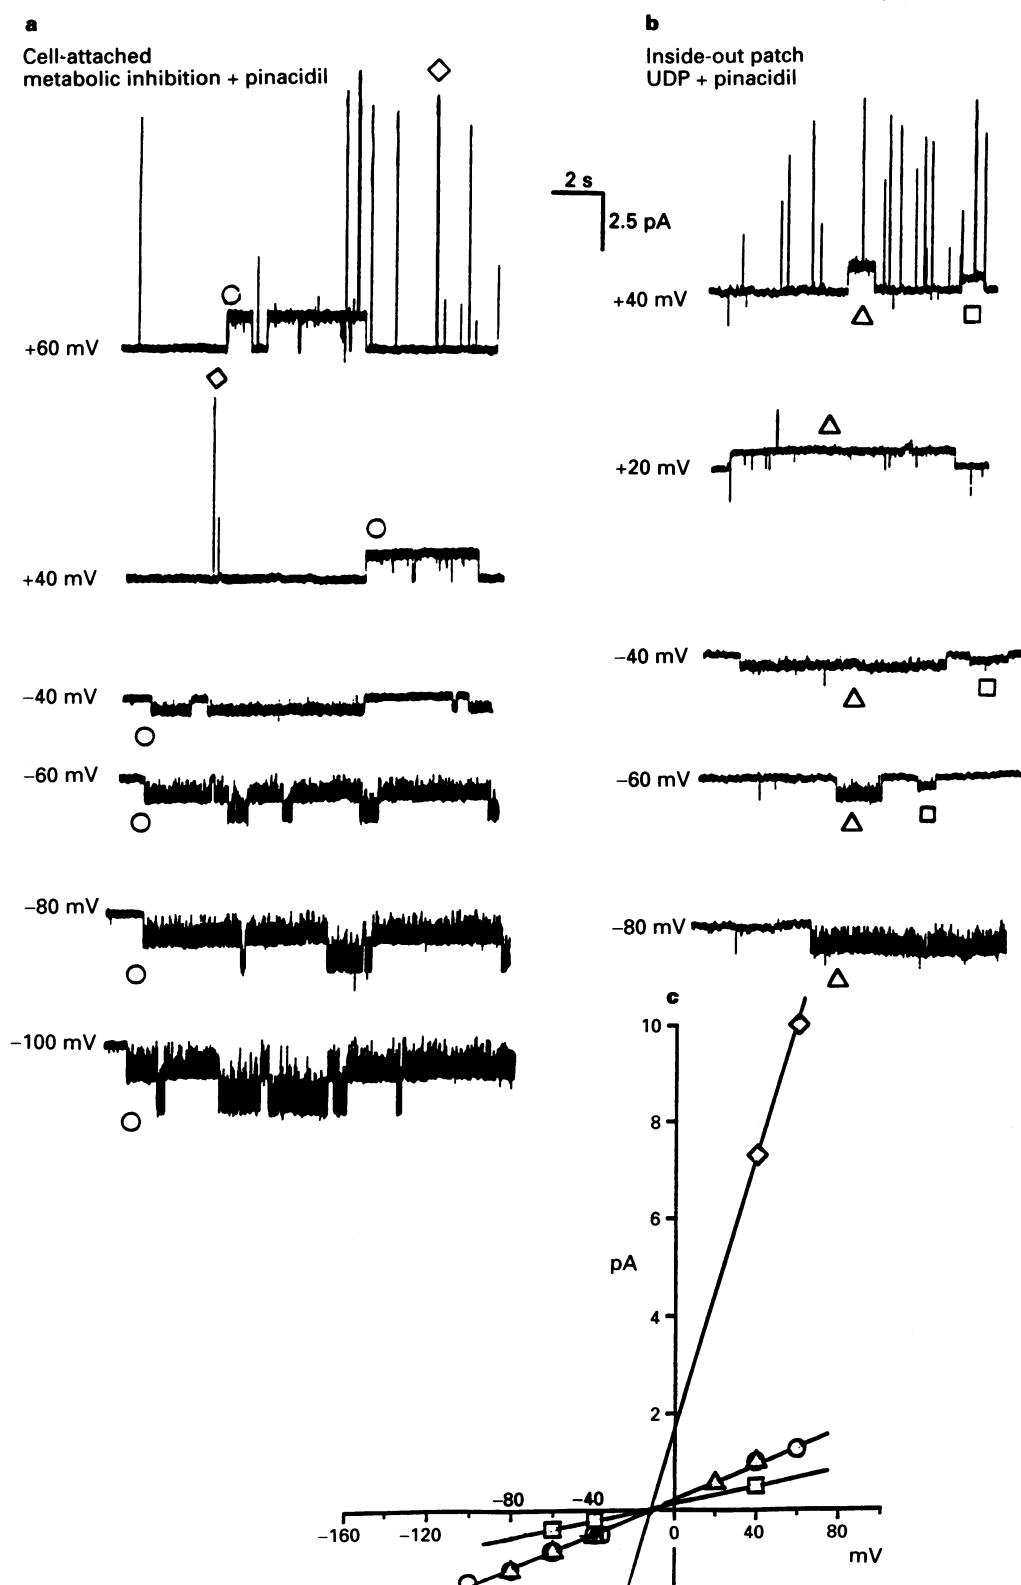 a
Cell-attached
metabolic inhibition + pinacidil
+60 mV
+40 mV
−40 mV
−60 mV
−80 mV
−100 mV
b
Inside-out patch
UDP + pinacidil
2 s
2.5 pA
+40 mV
+20 mV
−40 mV
−60 mV
−80 mV
c
10
8
6
pA
4
2
−80 −40
−160 −120 0 40 80
mV